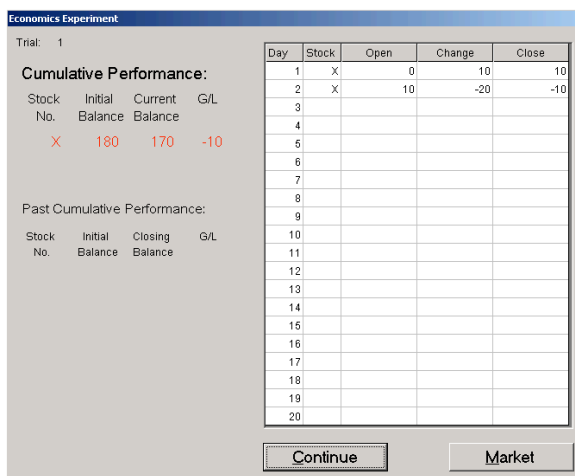 Economics Experiment
Trial: 1
Cumulative Performance:
Stock Initial Current G/L
No. Balance Balance
X 180 170 -10
Past Cumulative Performance:
Stock Initial Closing G/L
No. Balance Balance
Day Stock Open Change Close
1 X 0 10 10
2 X 10 -20 -10
3
4
5
6
7
8
9
10
11
12
13
14
15
16
17
18
19
20
Continue Market